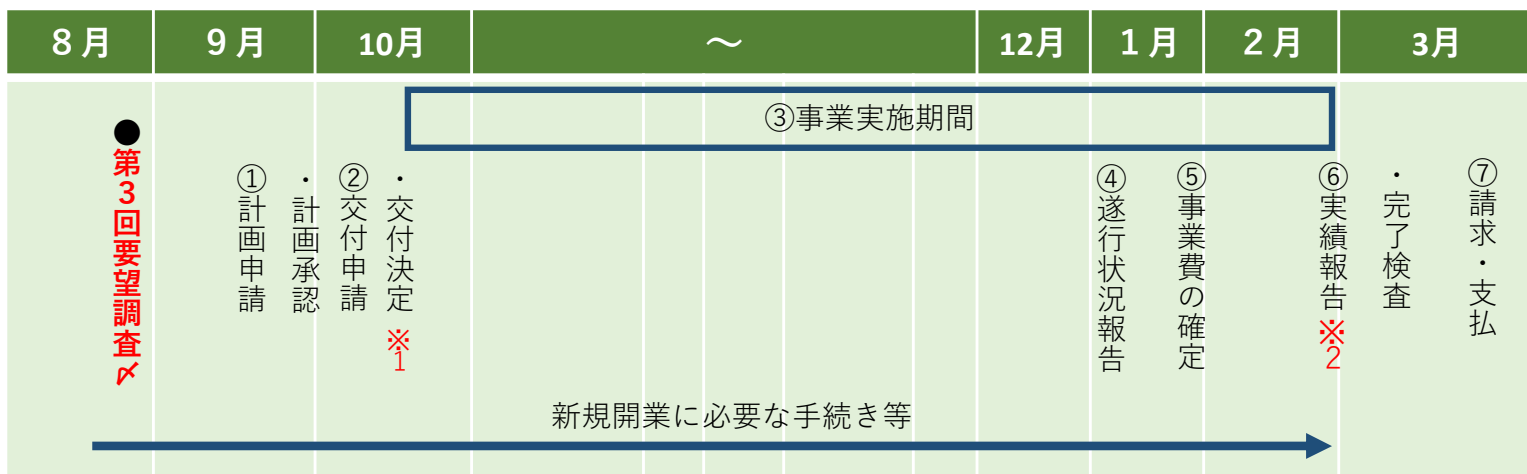 8月
9月
10月
～
12月
1月
2月
3月
③事業実施期間
●第3回要望調査〆
①計画申請
・計画承認
②交付申請
・交付決定※1
④遂行状況報告
⑤事業費の確定
⑥実績報告※2
・完了検査
⑦請求・支払
新規開業に必要な手続き等